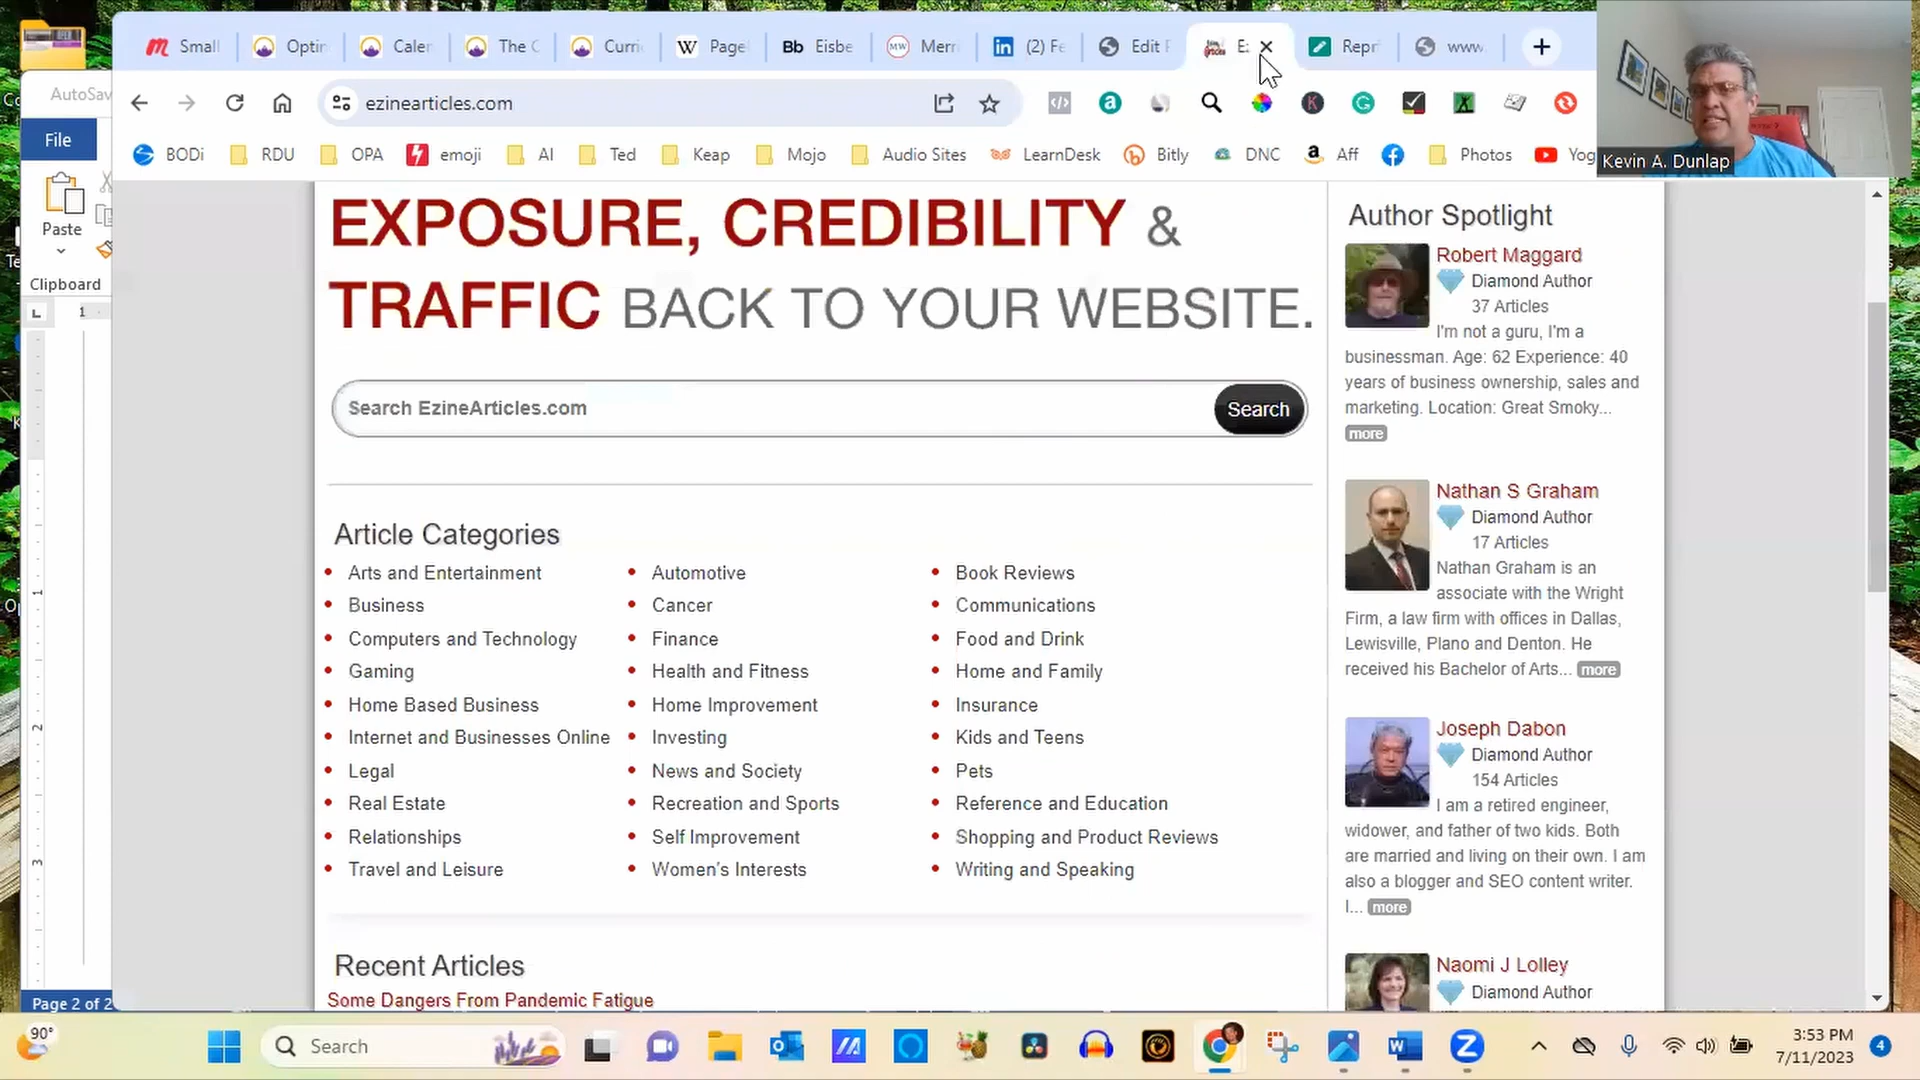 Small
Optin
Caler
The C
Curri
Page
Bb Eisbe
MW Merr
in (2) Fe
Edit F
E:
Repri
www
AutoSav
ezinearticles.com
File
BODi
RDU
OPA
emoji
AI
Ted
Keap
Mojo
Audio Sites
LearnDesk
Bitly
DNC
Aff
Photos
Yog
Kevin A. Dunlap
Paste
Clipboard
EXPOSURE, CREDIBILITY &
TRAFFIC BACK TO YOUR WEBSITE.
Search EzineArticles.com
Search
Article Categories
Arts and Entertainment
Automotive
Book Reviews
Business
Cancer
Communications
Computers and Technology
Finance
Food and Drink
Gaming
Health and Fitness
Home and Family
Home Based Business
Home Improvement
Insurance
Internet and Businesses Online
Investing
Kids and Teens
Legal
News and Society
Pets
Real Estate
Recreation and Sports
Reference and Education
Relationships
Self Improvement
Shopping and Product Reviews
Travel and Leisure
Women's Interests
Writing and Speaking
Recent Articles
Some Dangers From Pandemic Fatigue
Author Spotlight
Robert Maggard
Diamond Author
37 Articles
I'm not a guru, I'm a
businessman. Age: 62 Experience: 40
years of business ownership, sales and
marketing. Location: Great Smoky...
more
Nathan S Graham
Diamond Author
17 Articles
Nathan Graham is an
associate with the Wright
Firm, a law firm with offices in Dallas,
Lewisville, Plano and Denton. He
received his Bachelor of Arts... more
Joseph Dabon
Diamond Author
154 Articles
I am a retired engineer,
widower, and father of two kids. Both
are married and living on their own. I am
also a blogger and SEO content writer.
I... more
Naomi J Lolley
Diamond Author
Page 2 of 2
90°
Search
3:53 PM
7/11/2023
4